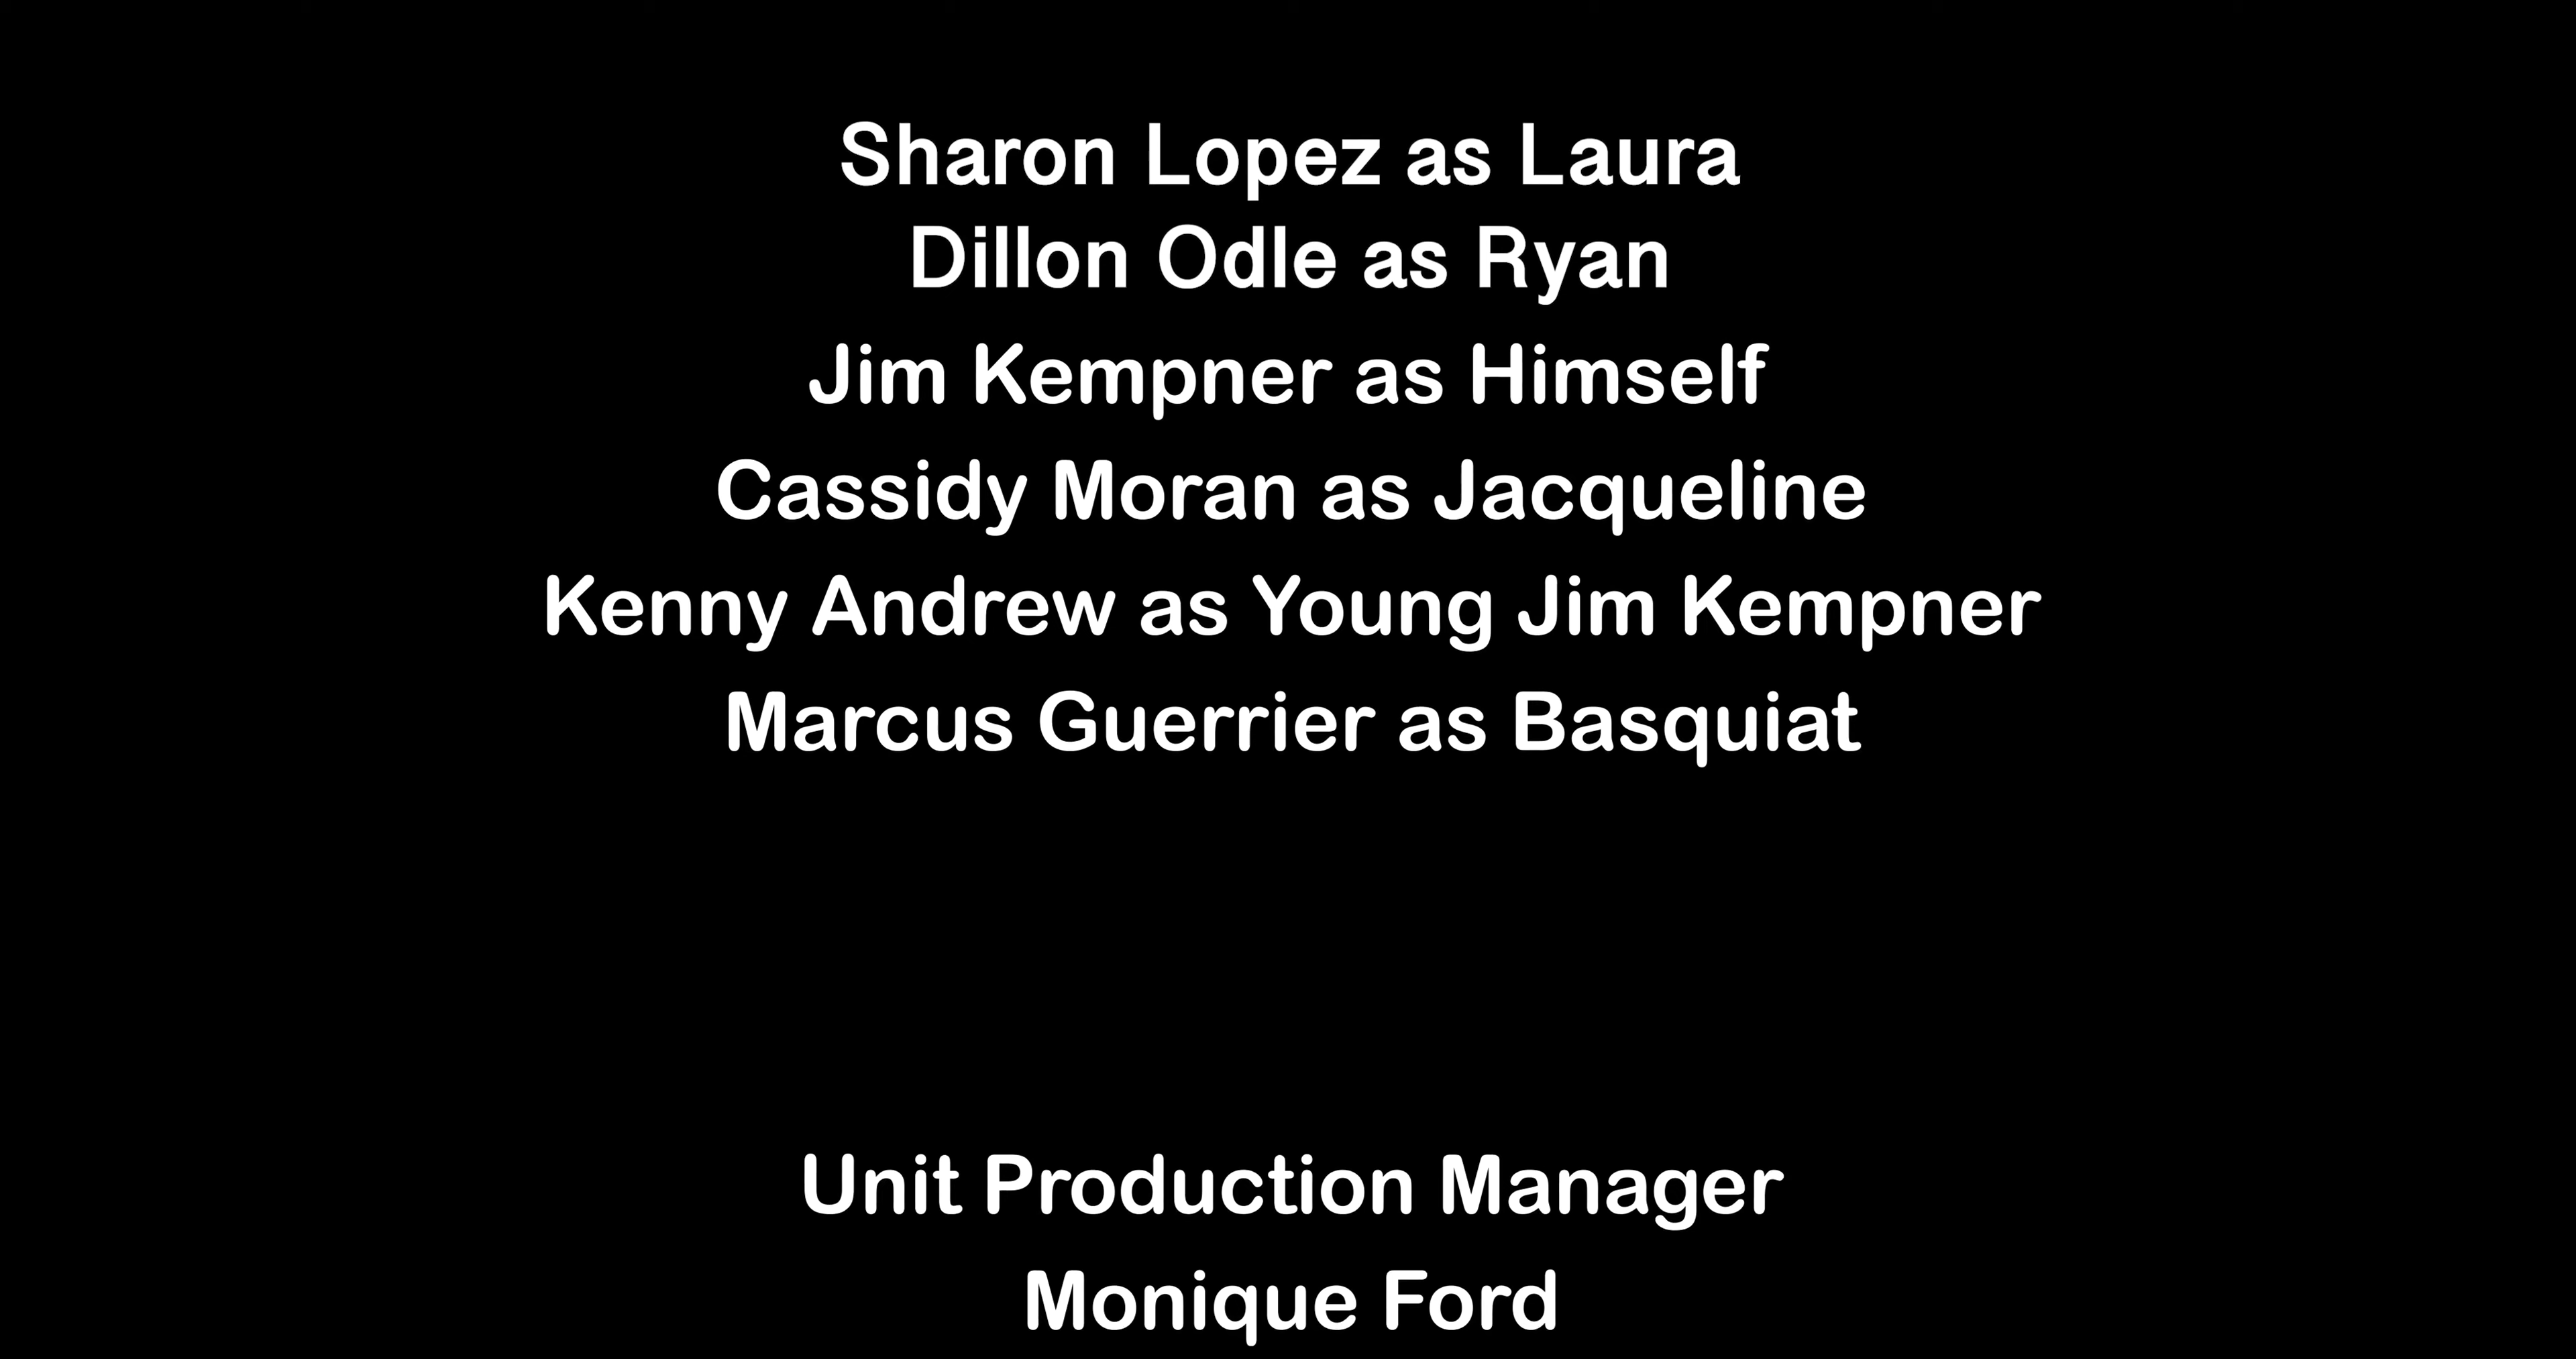 Sharon Lopez as Laura
Dillon Odle as Ryan
Jim Kempner as Himself
Cassidy Moran as Jacqueline
Kenny Andrew as Young Jim Kempner
Marcus Guerrier as Basquiat
Unit Production Manager
Monique Ford